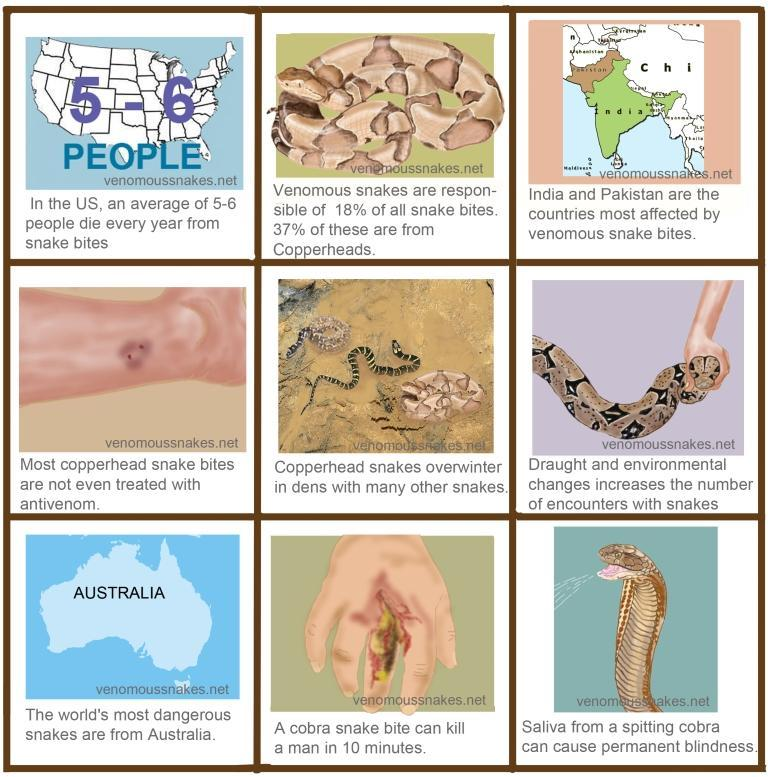 5 - 6
PEOPLE
venomoussnakes.net
In the US, an average of 5-6
people die every year from
snake bites
venomoussnakes.net
Venomous snakes are respon-
sible of 18% of all snake bites.
37% of these are from
Copperheads.
Afghanistan
Pakistan
Chi
India
Myanmar
Maldives
venomoussnakes.net
India and Pakistan are the
countries most affected by
venomous snake bites.
venomoussnakes.net
Most copperhead snake bites
are not even treated with
antivenom.
venomoussnakes.net
Copperhead snakes overwinter
in dens with many other snakes.
venomoussnakes.net
Draught and environmental
changes increases the number
of encounters with snakes
AUSTRALIA
venomoussnakes.net
The world's most dangerous
snakes are from Australia.
venomoussnakes.net
A cobra snake bite can kill
a man in 10 minutes.
venomoussnakes.net
Saliva from a spitting cobra
can cause permanent blindness.